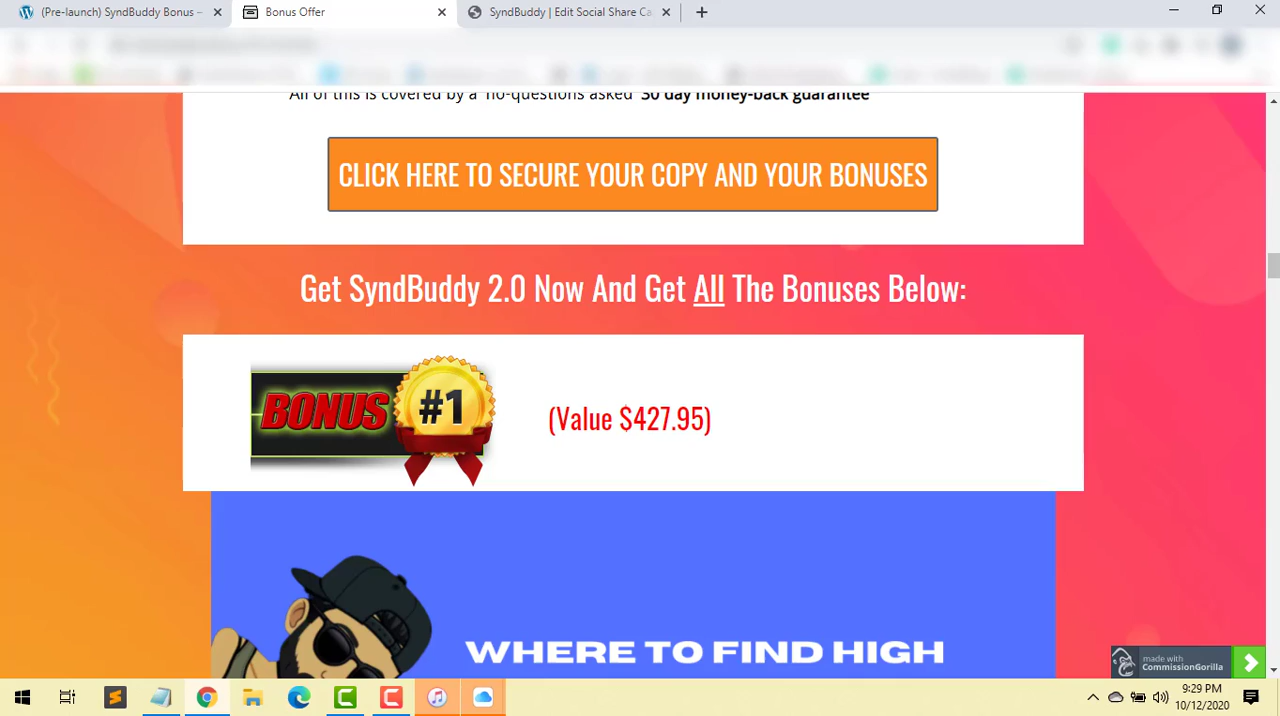 (Pre-launch) SyndBuddy Bonus –
Bonus Offer
SyndBuddy | Edit Social Share Ca
All of this is covered by a 'no-questions asked' 30 day money-back guarantee
CLICK HERE TO SECURE YOUR COPY AND YOUR BONUSES
Get SyndBuddy 2.0 Now And Get All The Bonuses Below:
BONUS #1
(Value $427.95)
WHERE TO FIND HIGH
made with
CommissionGorilla
9:29 PM
10/12/2020